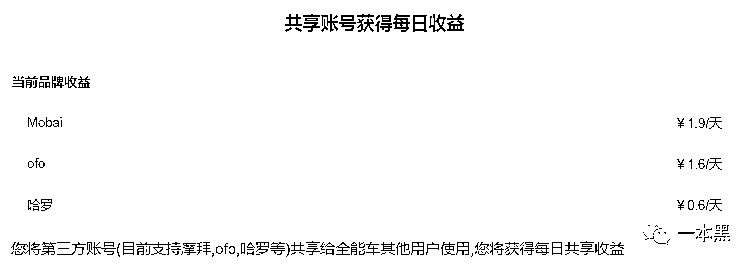 共享账号获得每日收益
当前品牌收益
Mobai ￥1.9/天
ofo ￥1.6/天
哈罗 ￥0.6/天
一本黑
您将第三方账号(目前支持摩拜,ofo,哈罗等)共享给全能车其他用户使用,您将获得每日共享收益